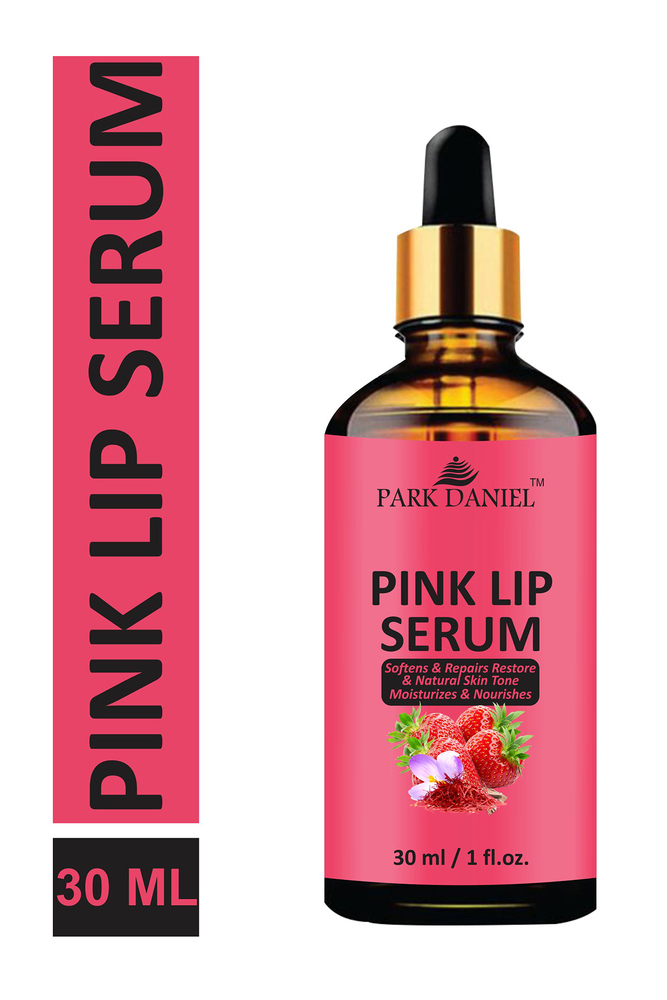 PINK LIP SERUM
30 ML
PARK DANIEL™
PINK LIP
SERUM
Softens & Repairs Restore
& Natural Skin Tone
Moisturizes & Nourishes
30 ml / 1 fl.oz.